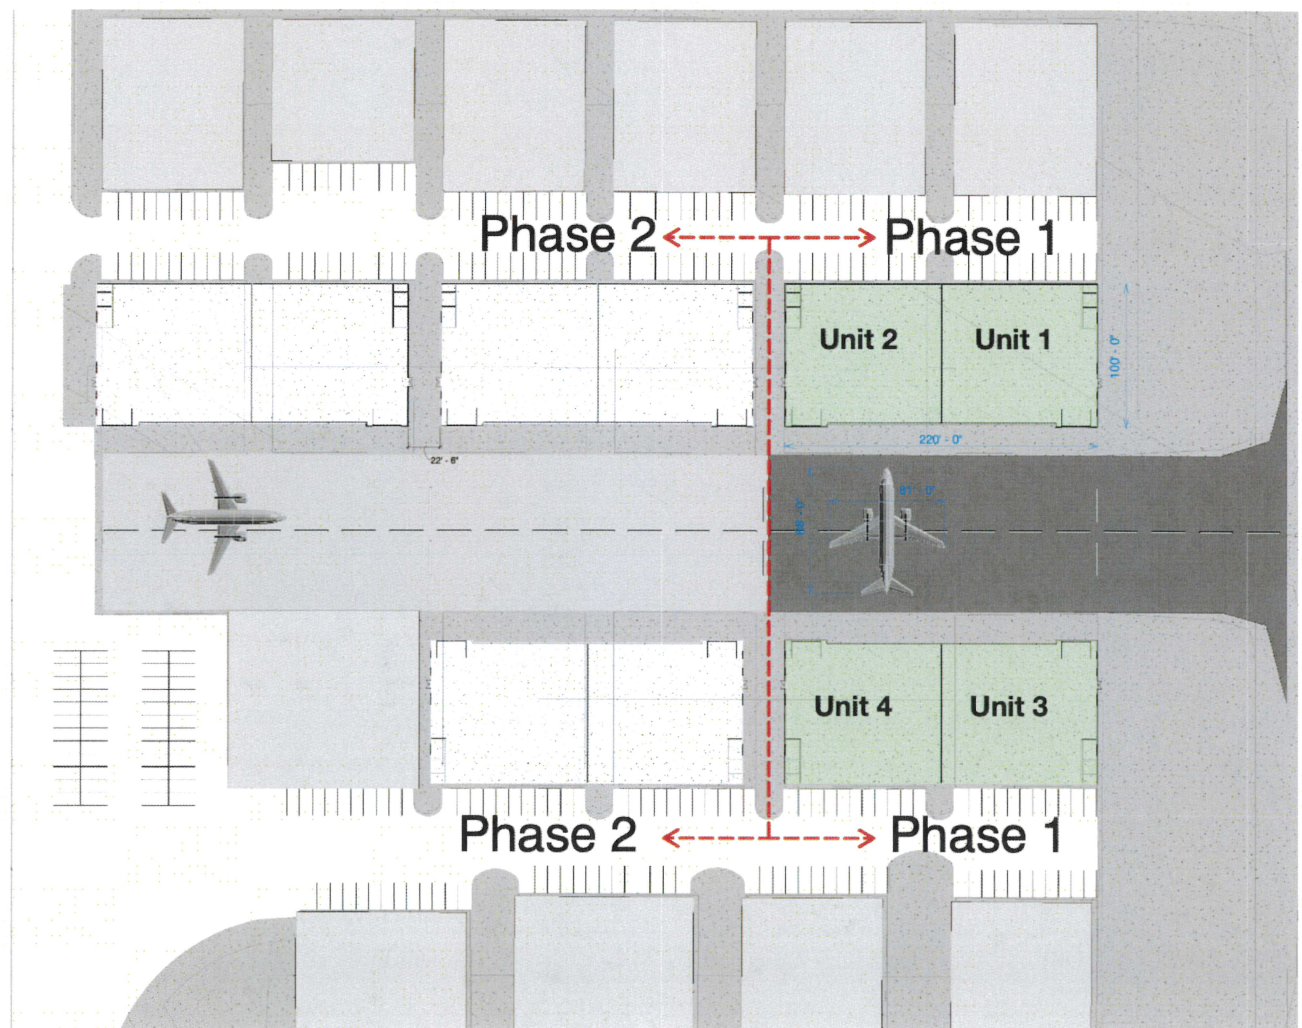 Phase 2
Phase 1
Unit 2
Unit 1
100' - 0"
220' - 0"
22' - 6"
Unit 4
Unit 3
Phase 2
Phase 1